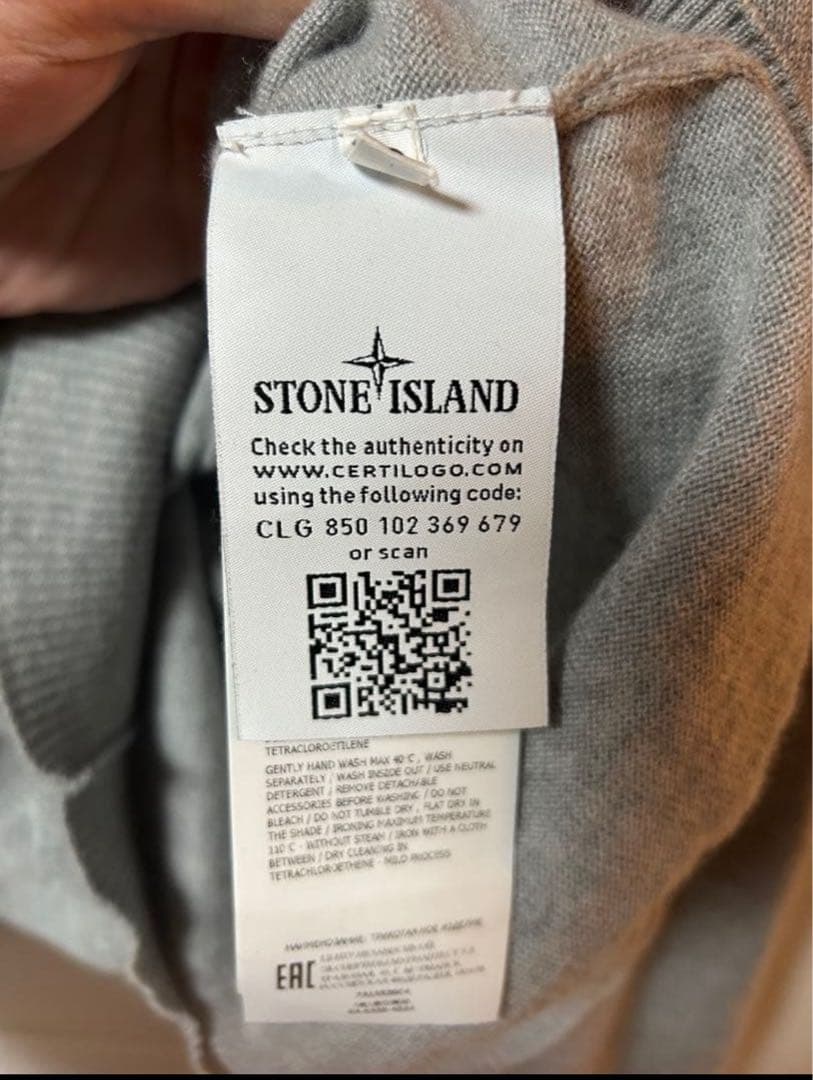 STONE ISLAND
Check the authenticity on
WWW.CERTILOGO.COM
using the following code:
CLG 850 102 369 679
or scan
TETRACLOROETILENE
GENTLY HAND WASH MAX 40°C, WASH
SEPARATELY / WASH INSIDE OUT / USE NEUTRAL
DETERGENT / REMOVE DETACHABLE
ACCESSORIES BEFORE WASHING / DO NOT
BLEACH / DO NOT TUMBLE DRY, FLAT DRY IN
THE SHADE / IRONING MAXIMUM TEMPERATURE
110 C - WITHOUT STEAM / IRON WITH A CLOTH
BETWEEN / DRY CLEANING IN
TETRACHLOROETHENE - MILD PROCESS
EAC